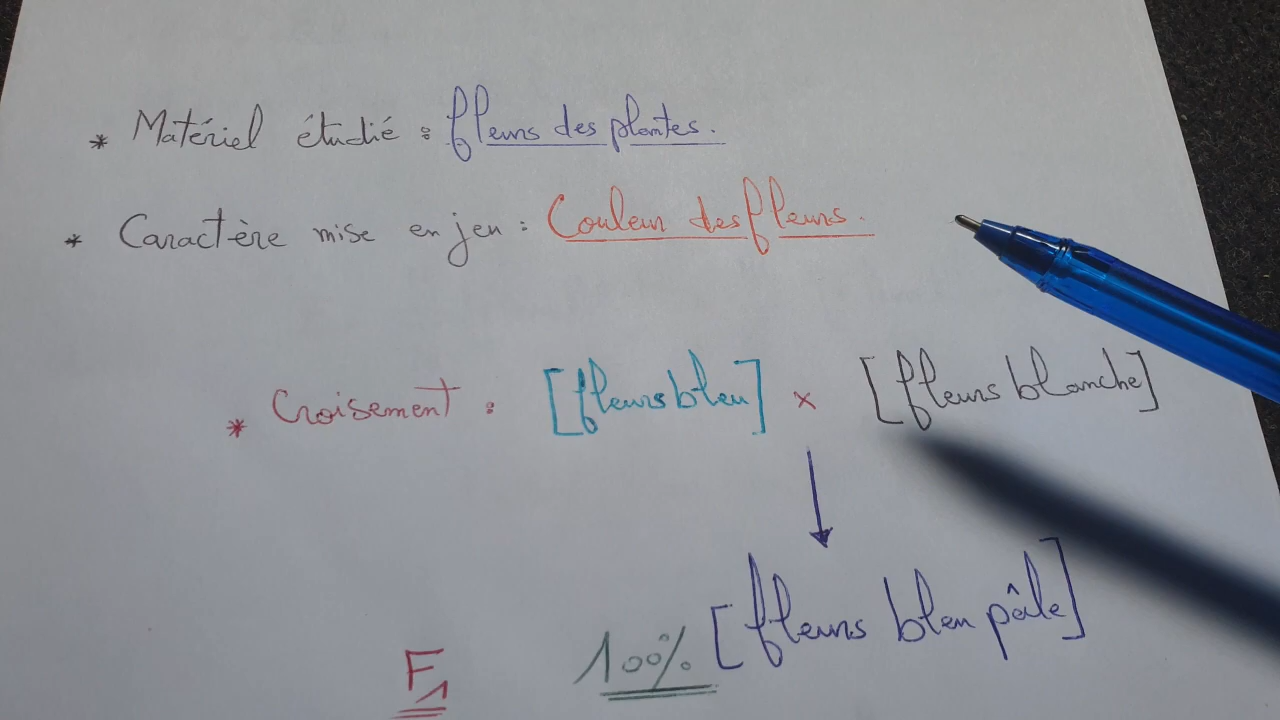 * Matériel étudié : fleurs des plantes.
* Caractère mise en jeu : Couleur des fleurs.
* Croisement : [fleurs bleu] × [fleurs blanche]
↓
F1 100% [fleurs bleu pâle]